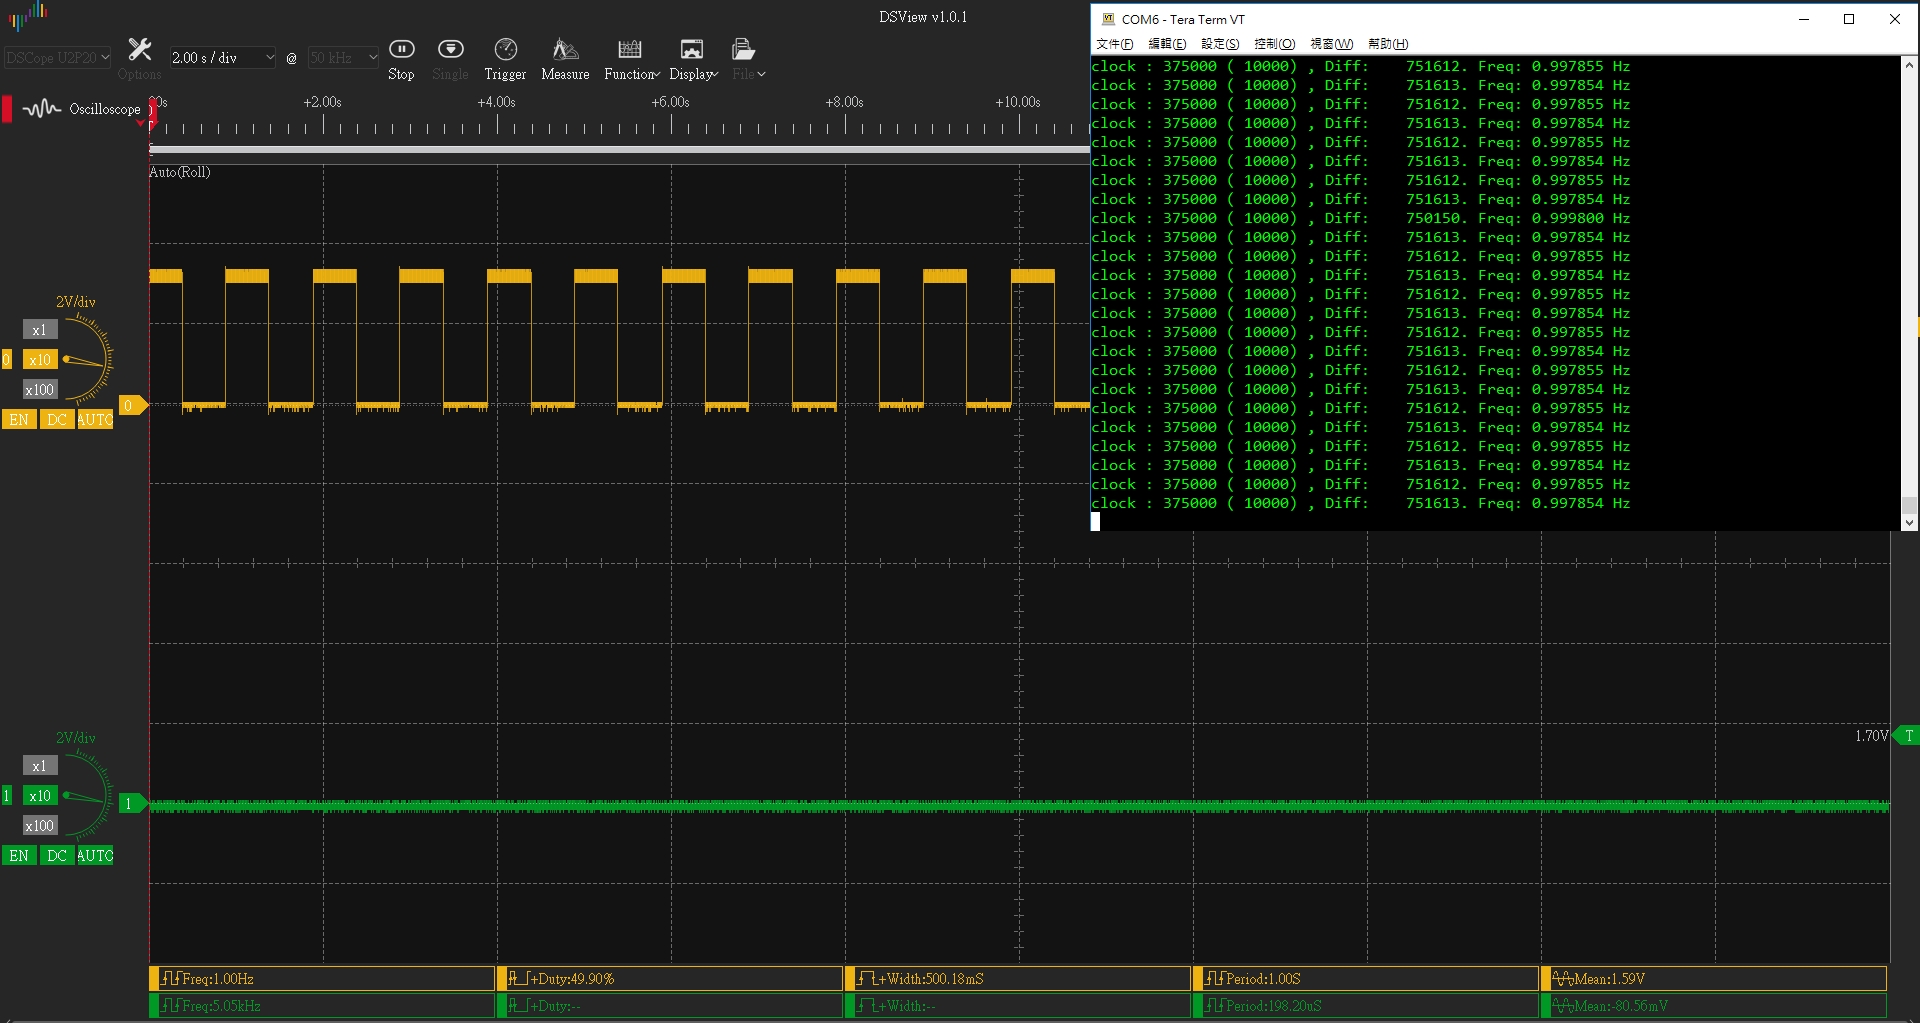 DSView v1.0.1
DSCope U2P20
Options
2.00 s / div
@
50 kHz
Stop
Single
Trigger
Measure
Function
Display
File
Oscilloscope
+2.00s
+4.00s
+6.00s
+8.00s
+10.00s
Auto(Roll)
2V/div
x1
0
x10
x100
EN DC AUTO
0
2V/div
x1
1
x10
x100
EN DC AUTO
1
1.70V
T
COM6 - Tera Term VT
文件(F) 編輯(E) 設定(S) 控制(O) 視窗(W) 幫助(H)
clock : 375000 ( 10000) , Diff: 751612. Freq: 0.997855 Hz
clock : 375000 ( 10000) , Diff: 751613. Freq: 0.997854 Hz
clock : 375000 ( 10000) , Diff: 751612. Freq: 0.997855 Hz
clock : 375000 ( 10000) , Diff: 751613. Freq: 0.997854 Hz
clock : 375000 ( 10000) , Diff: 751612. Freq: 0.997855 Hz
clock : 375000 ( 10000) , Diff: 751613. Freq: 0.997854 Hz
clock : 375000 ( 10000) , Diff: 751612. Freq: 0.997855 Hz
clock : 375000 ( 10000) , Diff: 751613. Freq: 0.997854 Hz
clock : 375000 ( 10000) , Diff: 750150. Freq: 0.999800 Hz
clock : 375000 ( 10000) , Diff: 751613. Freq: 0.997854 Hz
clock : 375000 ( 10000) , Diff: 751612. Freq: 0.997855 Hz
clock : 375000 ( 10000) , Diff: 751613. Freq: 0.997854 Hz
clock : 375000 ( 10000) , Diff: 751612. Freq: 0.997855 Hz
clock : 375000 ( 10000) , Diff: 751613. Freq: 0.997854 Hz
clock : 375000 ( 10000) , Diff: 751612. Freq: 0.997855 Hz
clock : 375000 ( 10000) , Diff: 751613. Freq: 0.997854 Hz
clock : 375000 ( 10000) , Diff: 751612. Freq: 0.997855 Hz
clock : 375000 ( 10000) , Diff: 751613. Freq: 0.997854 Hz
clock : 375000 ( 10000) , Diff: 751612. Freq: 0.997855 Hz
clock : 375000 ( 10000) , Diff: 751613. Freq: 0.997854 Hz
clock : 375000 ( 10000) , Diff: 751612. Freq: 0.997855 Hz
clock : 375000 ( 10000) , Diff: 751613. Freq: 0.997854 Hz
clock : 375000 ( 10000) , Diff: 751612. Freq: 0.997855 Hz
clock : 375000 ( 10000) , Diff: 751613. Freq: 0.997854 Hz
Freq:1.00Hz +Duty:49.90% +Width:500.18mS Period:1.00S Mean:1.59V
Freq:5.05kHz +Duty:-- +Width:-- Period:198.20uS Mean:-80.56mV